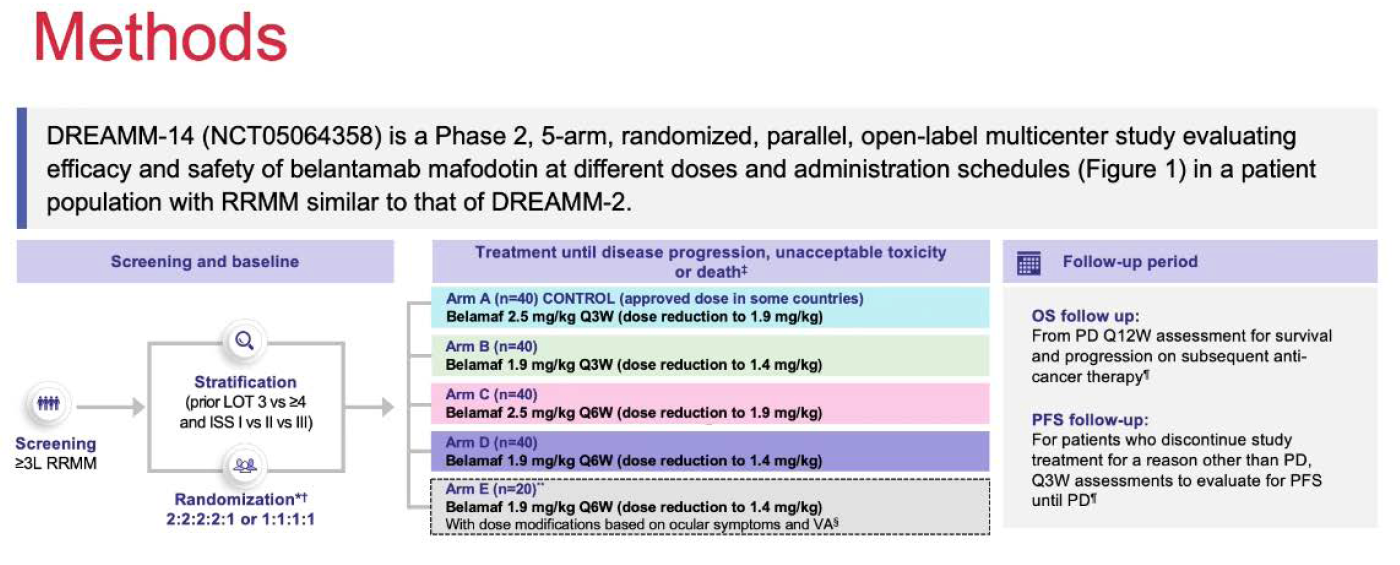 Methods
DREAMM-14 (NCT05064358) is a Phase 2, 5-arm, randomized, parallel, open-label multicenter study evaluating
efficacy and safety of belantamab mafodotin at different doses and administration schedules (Figure 1) in a patient
population with RRMM similar to that of DREAMM-2.
Screening and baseline
Screening
≥3L RRMM
Stratification
(prior LOT 3 vs ≥4
and ISS I vs II vs III)
Randomization*†
2:2:2:2:1 or 1:1:1:1
Treatment until disease progression, unacceptable toxicity
or death‡
Arm A (n=40) CONTROL (approved dose in some countries)
Belamaf 2.5 mg/kg Q3W (dose reduction to 1.9 mg/kg)
Arm B (n=40)
Belamaf 1.9 mg/kg Q3W (dose reduction to 1.4 mg/kg)
Arm C (n=40)
Belamaf 2.5 mg/kg Q6W (dose reduction to 1.9 mg/kg)
Arm D (n=40)
Belamaf 1.9 mg/kg Q6W (dose reduction to 1.4 mg/kg)
Arm E (n=20)**
Belamaf 1.9 mg/kg Q6W (dose reduction to 1.4 mg/kg)
With dose modifications based on ocular symptoms and VA§
Follow-up period
OS follow up:
From PD Q12W assessment for survival
and progression on subsequent anti-
cancer therapy¶
PFS follow-up:
For patients who discontinue study
treatment for a reason other than PD,
Q3W assessments to evaluate for PFS
until PD¶